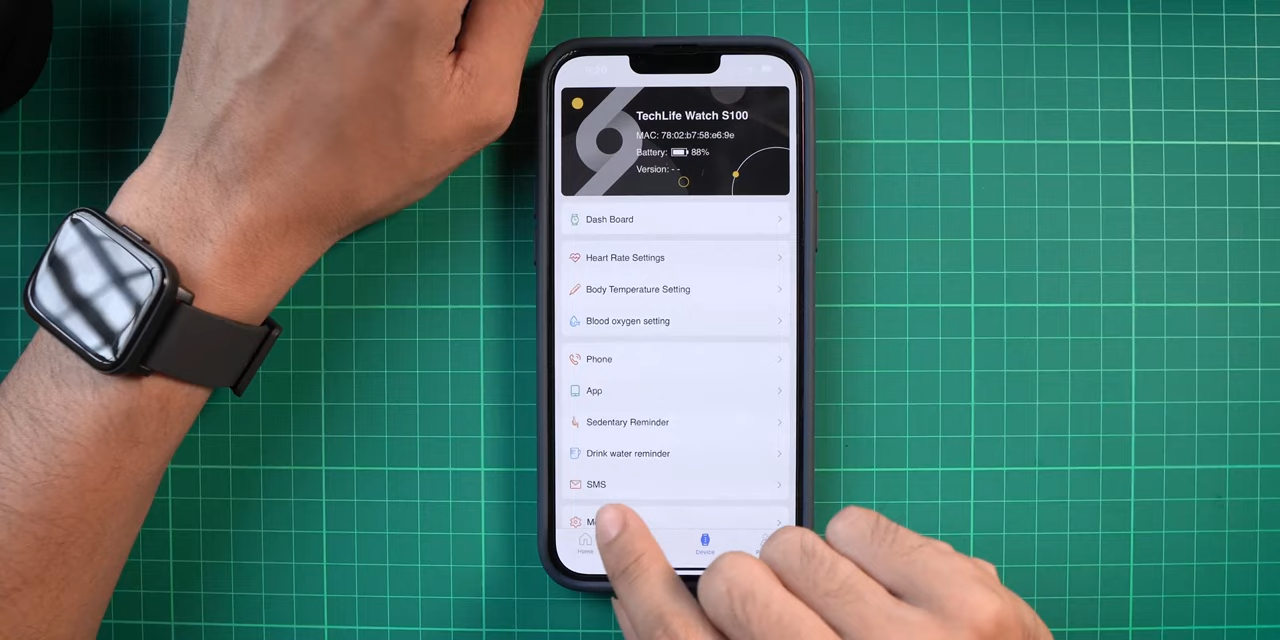 TechLife Watch S100
MAC: 78:02:b7:58:e6:9e
Battery: 88%
Version: - -
Dash Board
Heart Rate Settings
Body Temperature Setting
Blood oxygen setting
Phone
App
Sedentary Reminder
Drink water reminder
SMS
Home
Device